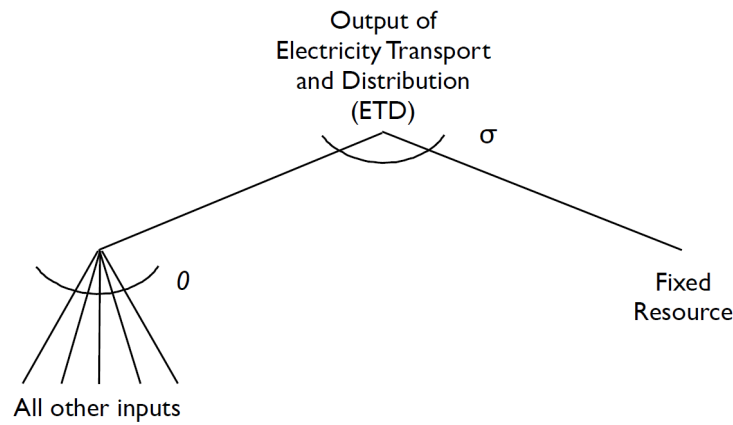 Output of
Electricity Transport
and Distribution
(ETD)
σ
0
Fixed
Resource
All other inputs